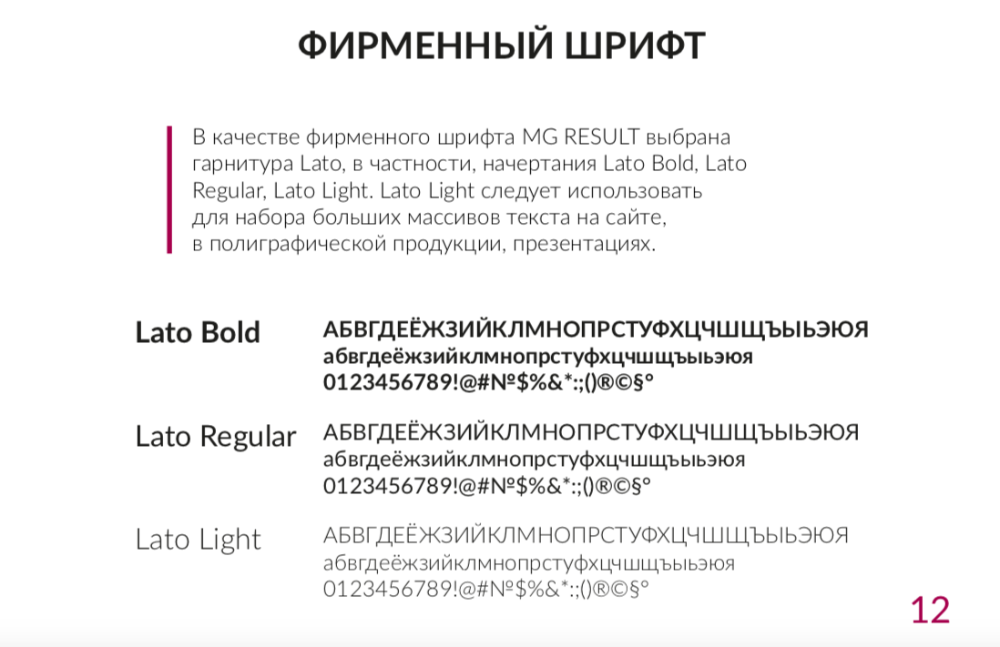 ФИРМЕННЫЙ ШРИФТ
В качестве фирменного шрифта MG RESULT выбрана
гарнитура Lato, в частности, начертания Lato Bold, Lato
Regular, Lato Light. Lato Light следует использовать
для набора больших массивов текста на сайте,
в полиграфической продукции, презентациях.
Lato Bold
АБВГДЕЁЖЗИЙКЛМНОПРСТУФХЦЧШЩЪЫЬЭЮЯ
абвгдеёжзийклмнопрстуфхцчшщъыьэюя
0123456789!@#№$%&*:;()®©§°
Lato Regular
АБВГДЕЁЖЗИЙКЛМНОПРСТУФХЦЧШЩЪЫЬЭЮЯ
абвгдеёжзийклмнопрстуфхцчшщъыьэюя
0123456789!@#№$%&*:;()®©§°
Lato Light
АБВГДЕЁЖЗИЙКЛМНОПРСТУФХЦЧШЩЪЫЬЭЮЯ
абвгдеёжзийклмнопрстуфхцчшщъыьэюя
0123456789!@#№$%&*:;()®©§°
12